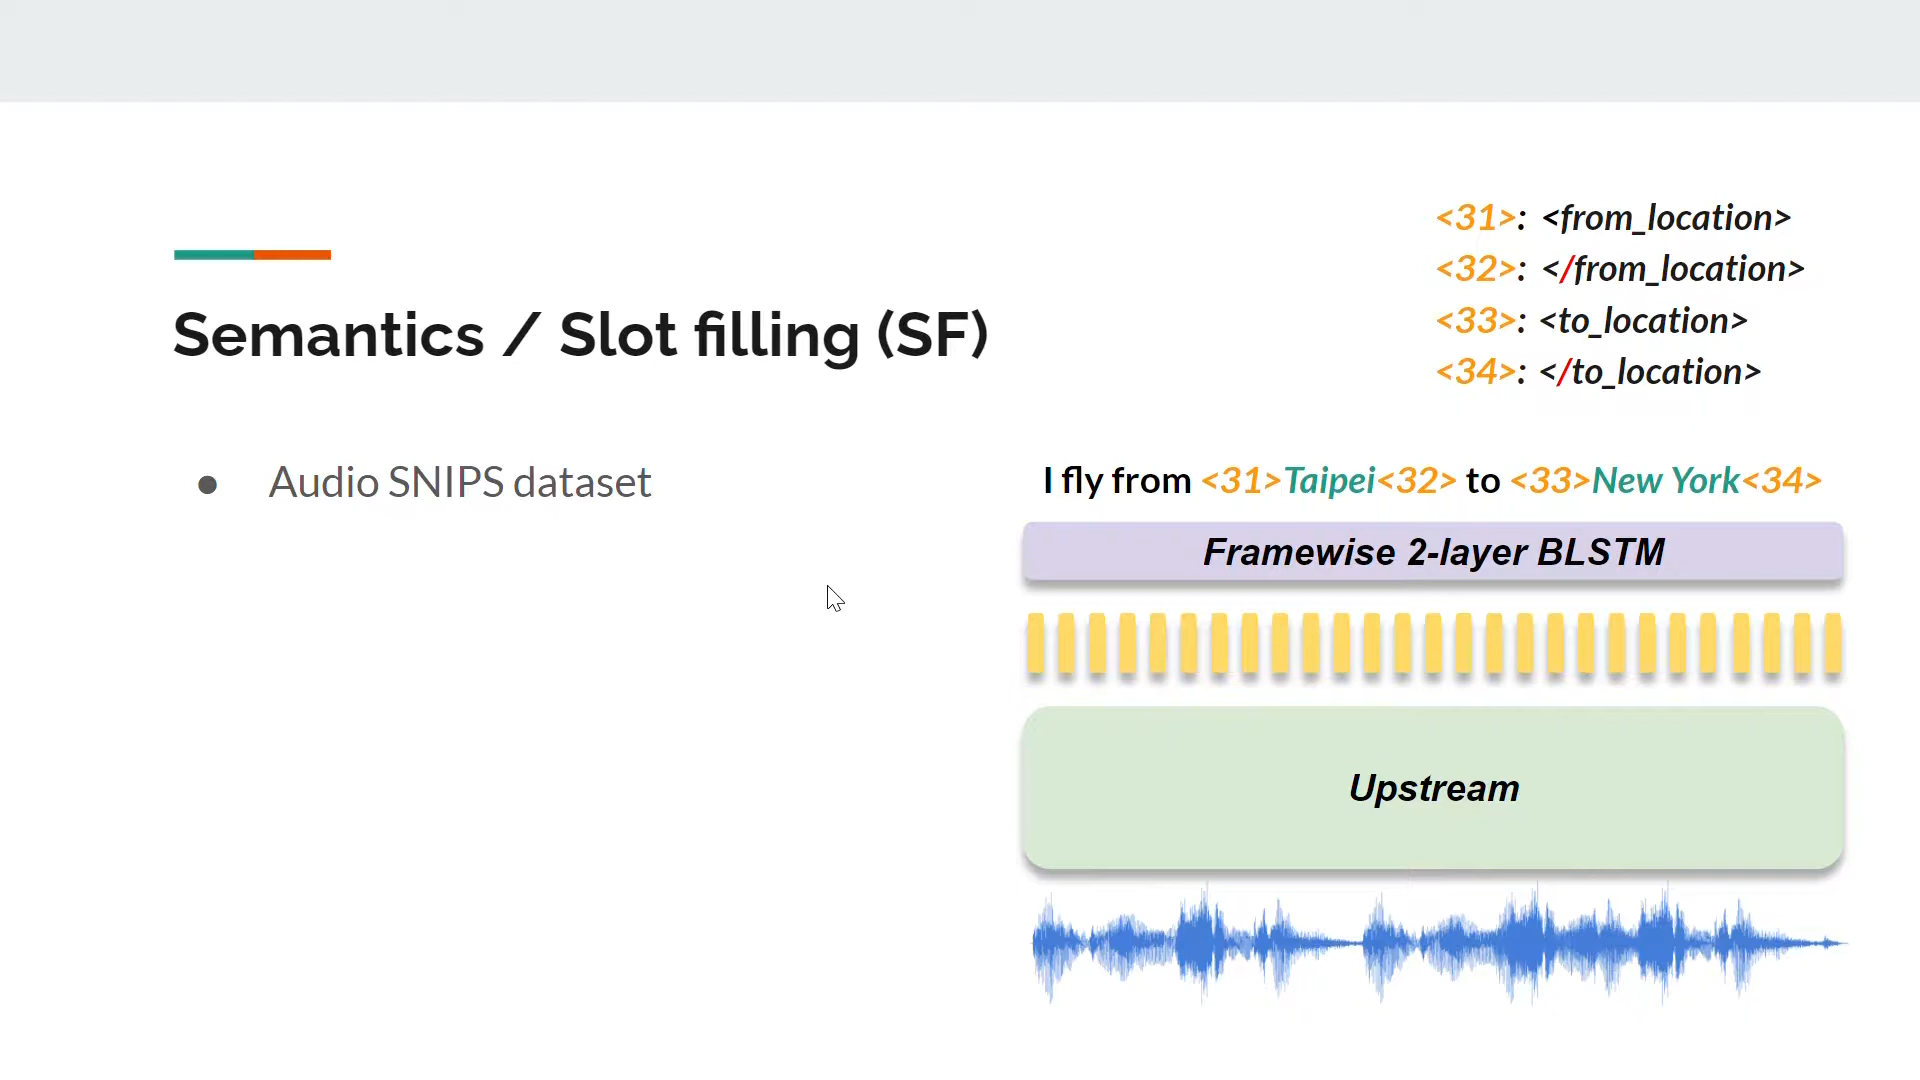 Semantics / Slot filling (SF)
● Audio SNIPS dataset
<31>: <from_location>
<32>: </from_location>
<33>: <to_location>
<34>: </to_location>
I fly from <31>Taipei<32> to <33>New York<34>
Framewise 2-layer BLSTM
Upstream